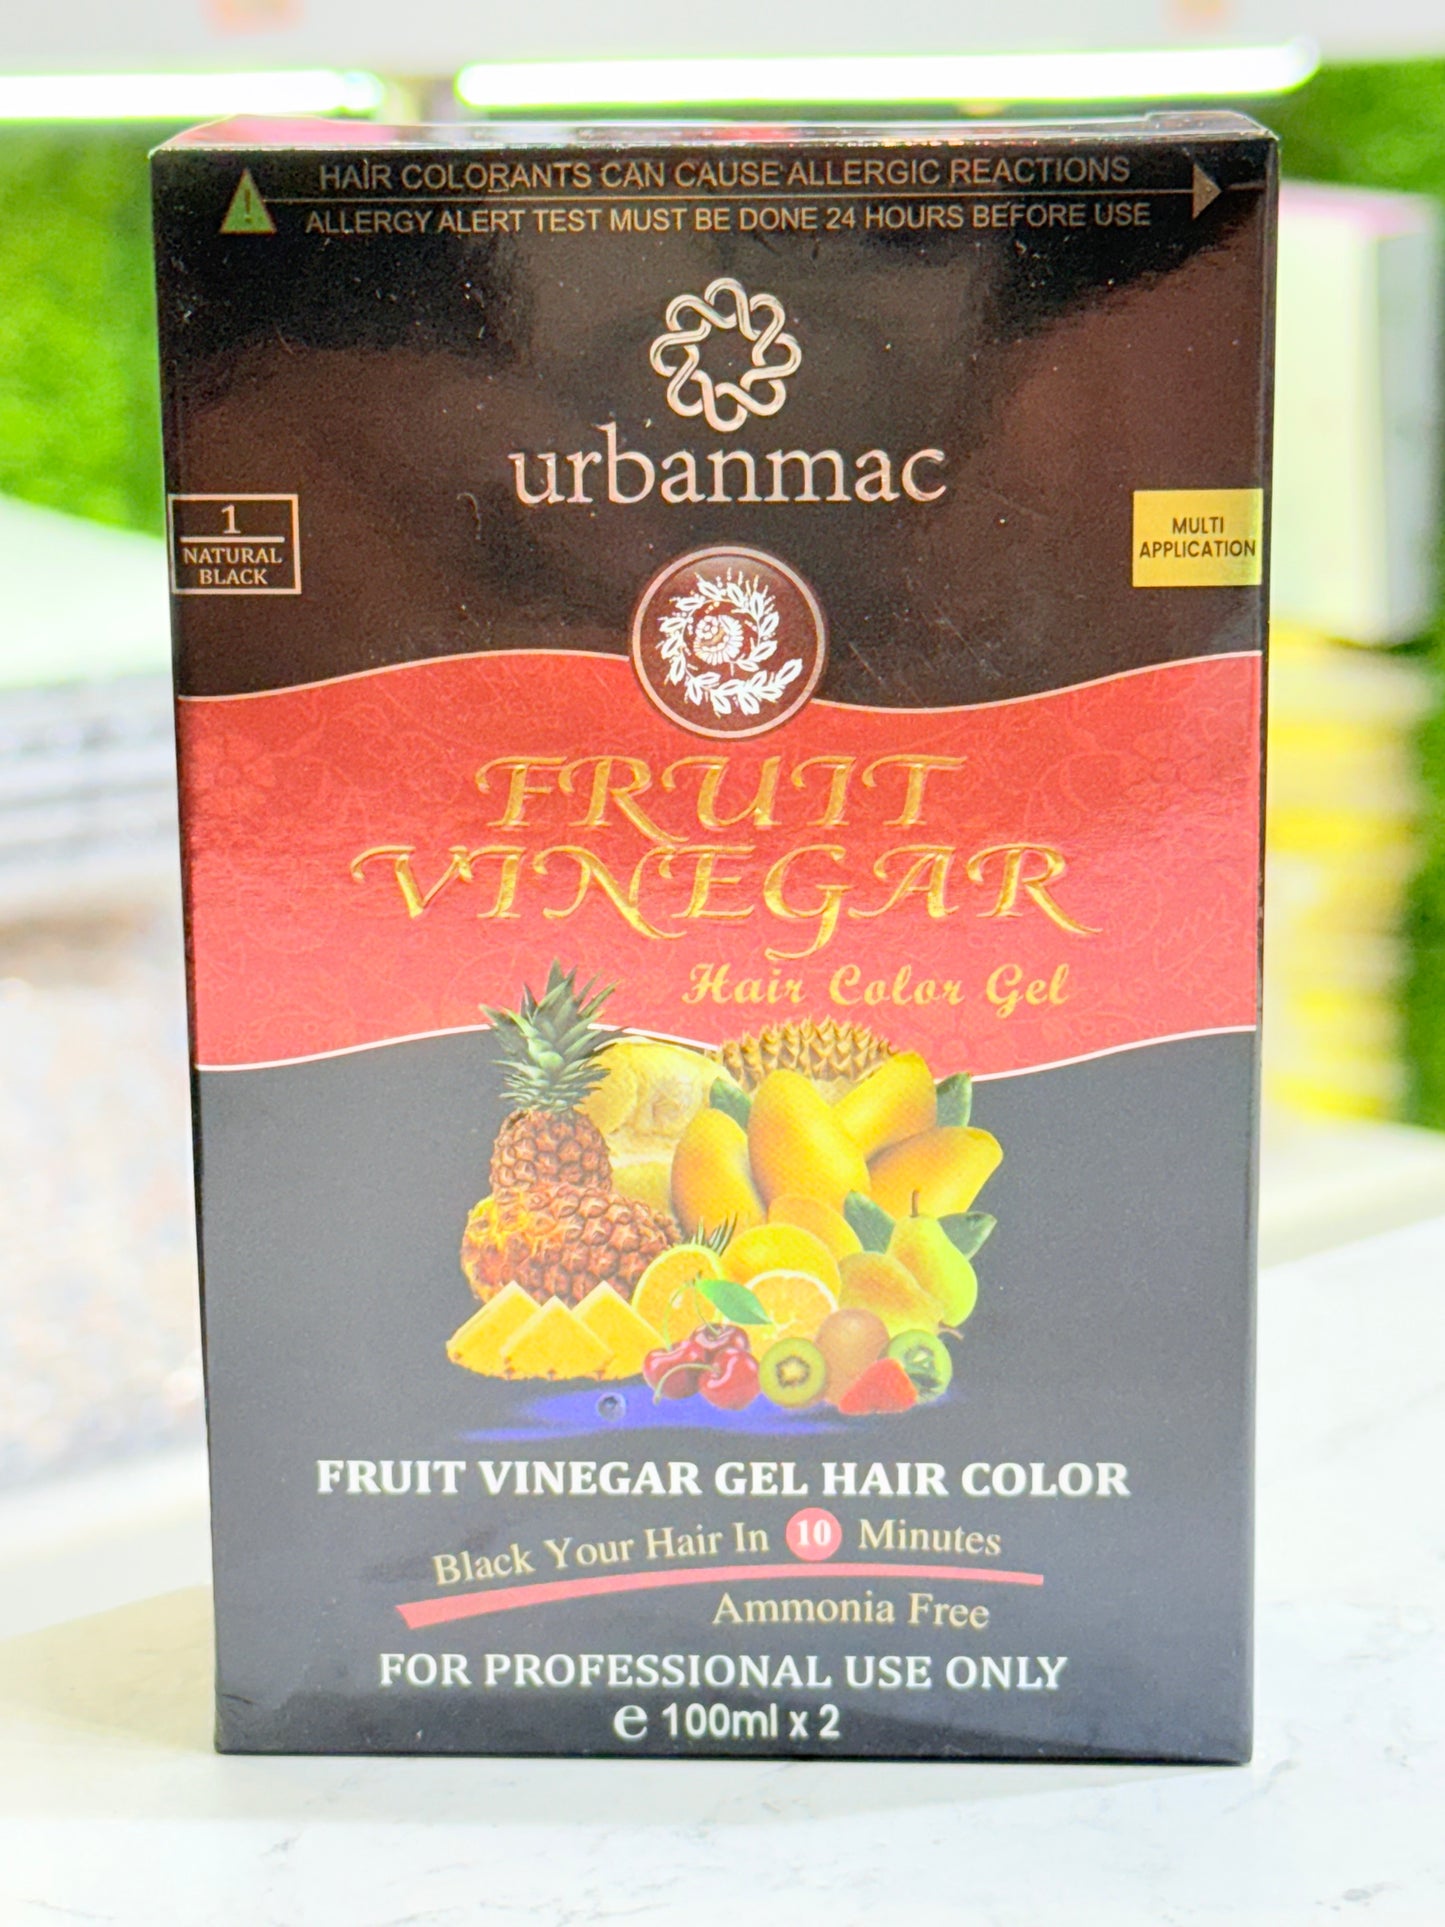 HAIR COLORANTS CAN CAUSE ALLERGIC REACTIONS
ALLERGY ALERT TEST MUST BE DONE 24 HOURS BEFORE USE
urbanmac
1
NATURAL
BLACK
MULTI
APPLICATION
FRUIT
VINEGAR
Hair Color Gel
FRUIT VINEGAR GEL HAIR COLOR
Black Your Hair In 10 Minutes
Ammonia Free
FOR PROFESSIONAL USE ONLY
e 100ml x 2